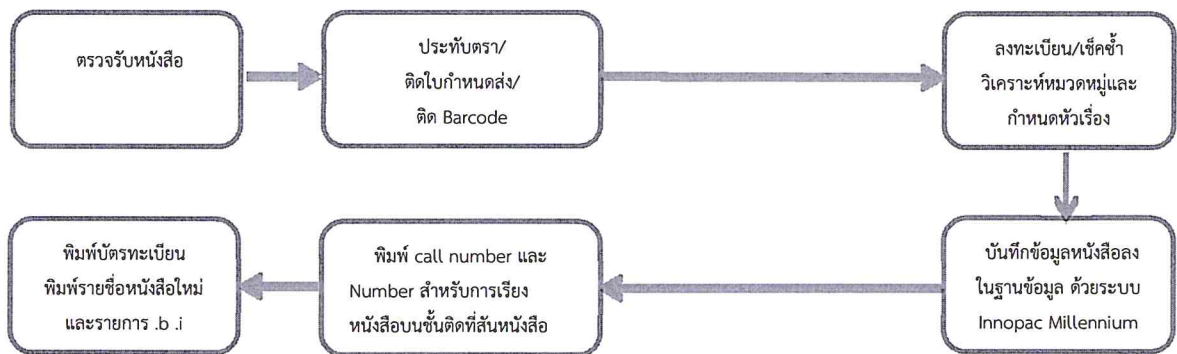 ตรวจรับหนังสือ
ประทับตรา/
ติดใบกำหนดส่ง/
ติด Barcode
ลงทะเบียน/เช็คซ้ำ
วิเคราะห์หมวดหมู่และ
กำหนดหัวเรื่อง
บันทึกข้อมูลหนังสือลง
ในฐานข้อมูล ด้วยระบบ
Innopac Millennium
พิมพ์ call number และ
Number สำหรับการเรียง
หนังสือบนชั้นติดที่สันหนังสือ
พิมพ์บัตรทะเบียน
พิมพ์รายชื่อหนังสือใหม่
และรายการ .b .i